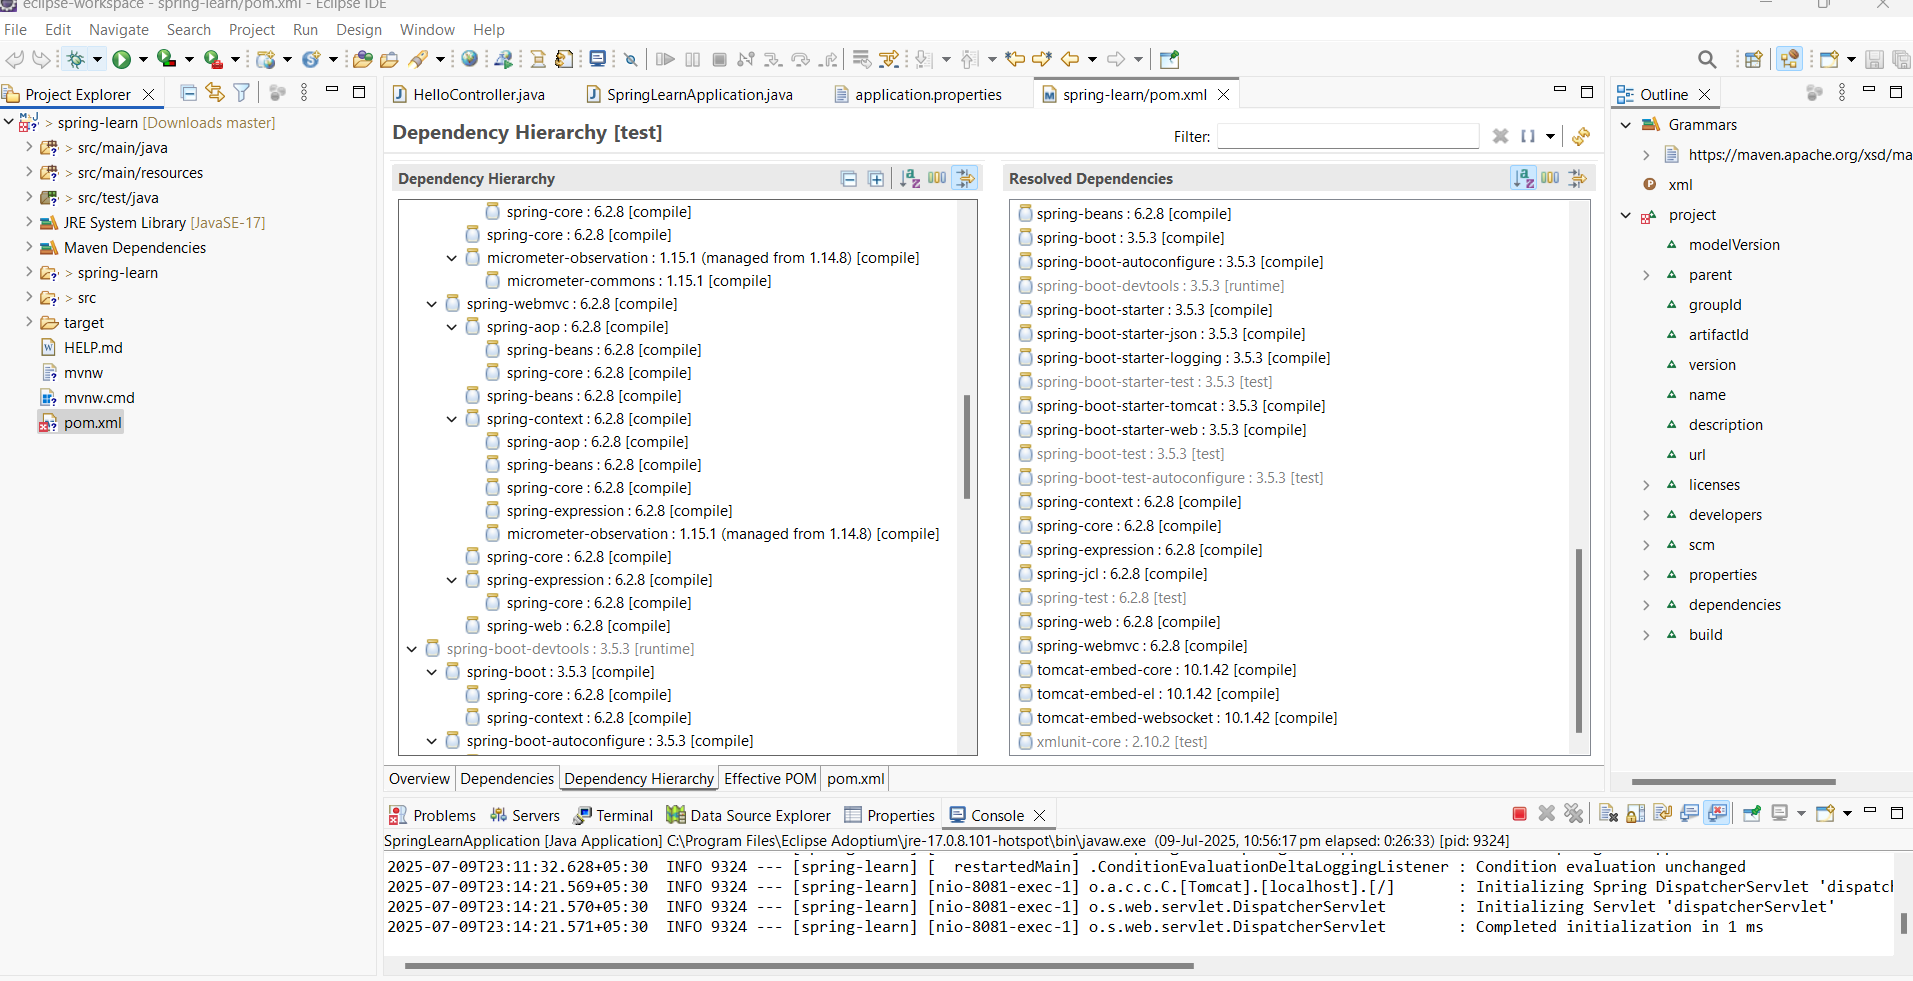 eclipse-workspace - spring-learn/pom.xml - Eclipse IDE
File Edit Navigate Search Project Run Design Window Help
Project Explorer
> spring-learn [Downloads master]
> src/main/java
> src/main/resources
> src/test/java
JRE System Library [JavaSE-17]
Maven Dependencies
> spring-learn
> src
target
HELP.md
mvnw
mvnw.cmd
pom.xml
HelloController.java SpringLearnApplication.java application.properties spring-learn/pom.xml
Dependency Hierarchy [test]
Filter:
Dependency Hierarchy
spring-core : 6.2.8 [compile]
spring-core : 6.2.8 [compile]
micrometer-observation : 1.15.1 (managed from 1.14.8) [compile]
micrometer-commons : 1.15.1 [compile]
spring-webmvc : 6.2.8 [compile]
spring-aop : 6.2.8 [compile]
spring-beans : 6.2.8 [compile]
spring-core : 6.2.8 [compile]
spring-beans : 6.2.8 [compile]
spring-context : 6.2.8 [compile]
spring-aop : 6.2.8 [compile]
spring-beans : 6.2.8 [compile]
spring-core : 6.2.8 [compile]
spring-expression : 6.2.8 [compile]
micrometer-observation : 1.15.1 (managed from 1.14.8) [compile]
spring-core : 6.2.8 [compile]
spring-expression : 6.2.8 [compile]
spring-core : 6.2.8 [compile]
spring-web : 6.2.8 [compile]
spring-boot-devtools : 3.5.3 [runtime]
spring-boot : 3.5.3 [compile]
spring-core : 6.2.8 [compile]
spring-context : 6.2.8 [compile]
spring-boot-autoconfigure : 3.5.3 [compile]
Resolved Dependencies
spring-beans : 6.2.8 [compile]
spring-boot : 3.5.3 [compile]
spring-boot-autoconfigure : 3.5.3 [compile]
spring-boot-devtools : 3.5.3 [runtime]
spring-boot-starter : 3.5.3 [compile]
spring-boot-starter-json : 3.5.3 [compile]
spring-boot-starter-logging : 3.5.3 [compile]
spring-boot-starter-test : 3.5.3 [test]
spring-boot-starter-tomcat : 3.5.3 [compile]
spring-boot-starter-web : 3.5.3 [compile]
spring-boot-test : 3.5.3 [test]
spring-boot-test-autoconfigure : 3.5.3 [test]
spring-context : 6.2.8 [compile]
spring-core : 6.2.8 [compile]
spring-expression : 6.2.8 [compile]
spring-jcl : 6.2.8 [compile]
spring-test : 6.2.8 [test]
spring-web : 6.2.8 [compile]
spring-webmvc : 6.2.8 [compile]
tomcat-embed-core : 10.1.42 [compile]
tomcat-embed-el : 10.1.42 [compile]
tomcat-embed-websocket : 10.1.42 [compile]
xmlunit-core : 2.10.2 [test]
Overview Dependencies Dependency Hierarchy Effective POM pom.xml
Outline
Grammars
https://maven.apache.org/xsd/ma
xml
project
modelVersion
parent
groupId
artifactId
version
name
description
url
licenses
developers
scm
properties
dependencies
build
Problems Servers Terminal Data Source Explorer Properties Console
SpringLearnApplication [Java Application] C:\Program Files\Eclipse Adoptium\jre-17.0.8.101-hotspot\bin\javaw.exe (09-Jul-2025, 10:56:17 pm elapsed: 0:26:33) [pid: 9324]
2025-07-09T23:11:32.628+05:30 INFO 9324 --- [spring-learn] [ restartedMain] .ConditionEvaluationDeltaLoggingListener : Condition evaluation unchanged
2025-07-09T23:14:21.569+05:30 INFO 9324 --- [spring-learn] [nio-8081-exec-1] o.a.c.c.C.[Tomcat].[localhost].[/] : Initializing Spring DispatcherServlet 'dispatch
2025-07-09T23:14:21.570+05:30 INFO 9324 --- [spring-learn] [nio-8081-exec-1] o.s.web.servlet.DispatcherServlet : Initializing Servlet 'dispatcherServlet'
2025-07-09T23:14:21.571+05:30 INFO 9324 --- [spring-learn] [nio-8081-exec-1] o.s.web.servlet.DispatcherServlet : Completed initialization in 1 ms